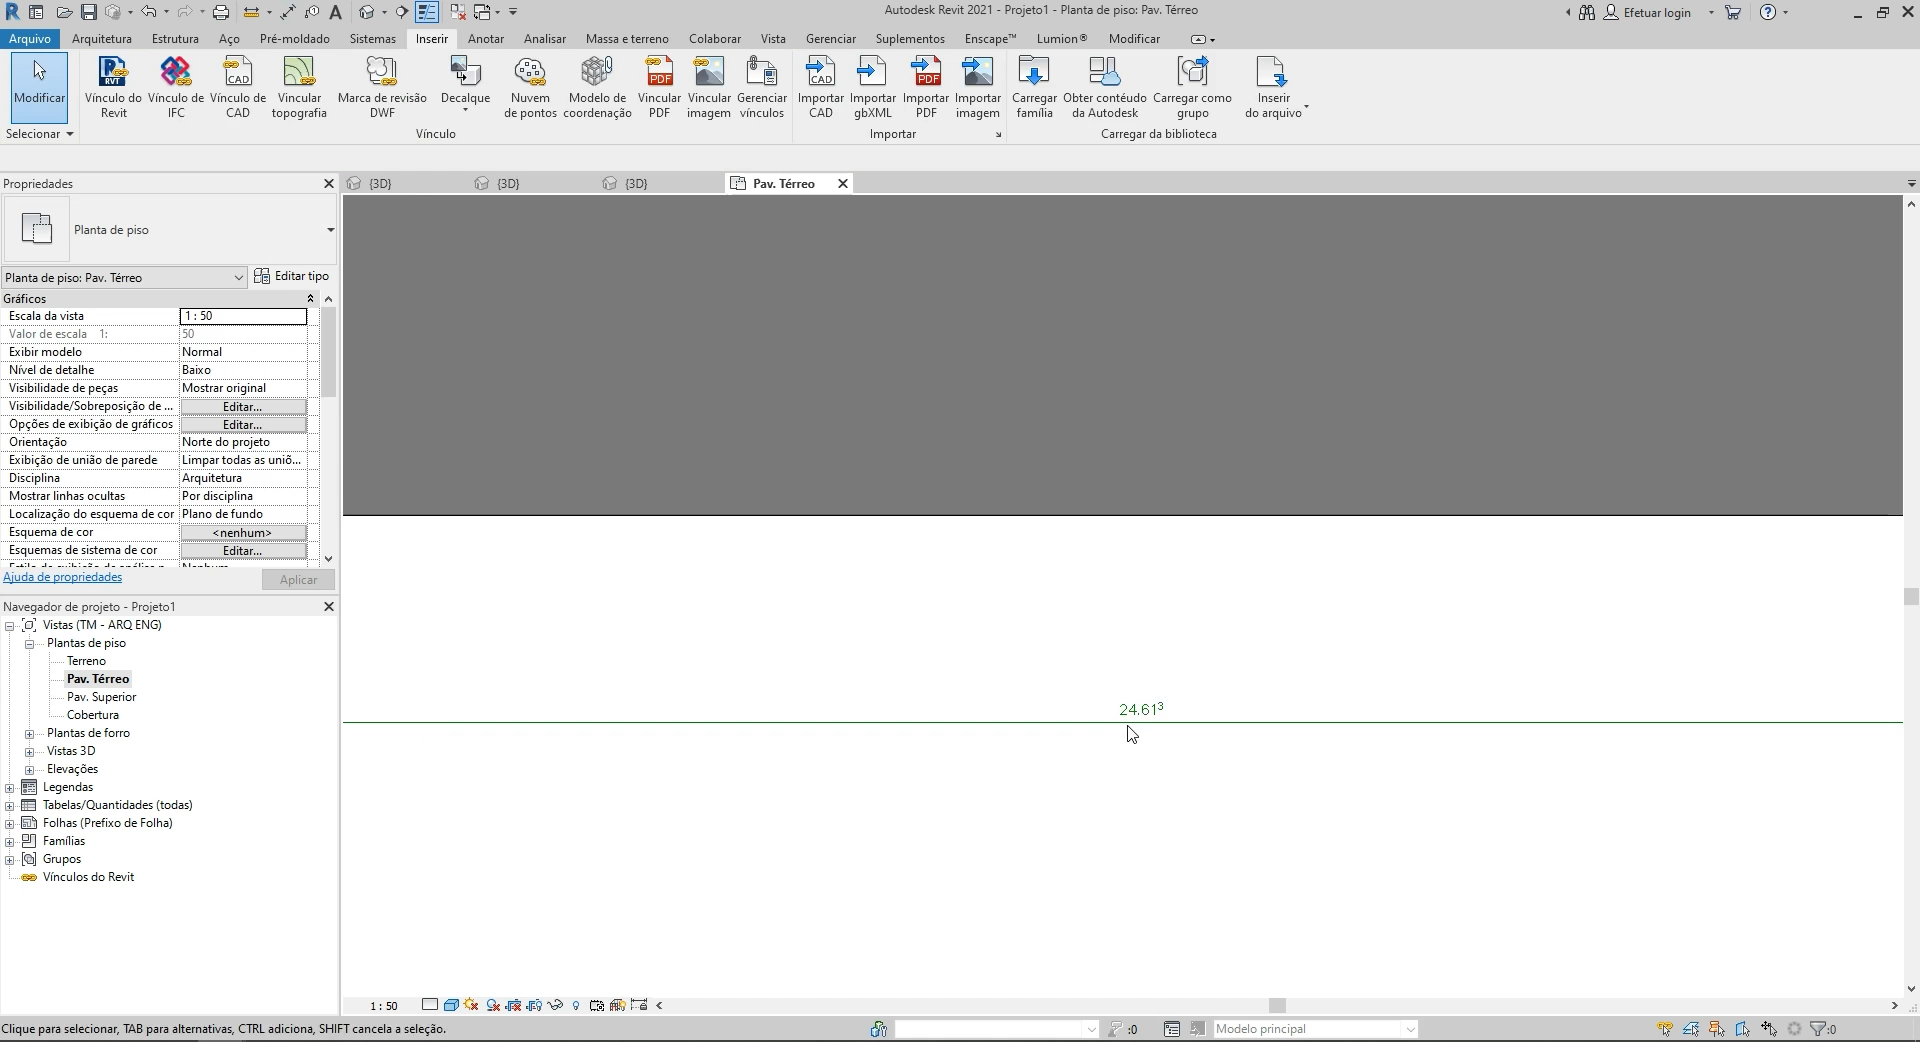 Autodesk Revit 2021 - Projeto1 - Planta de piso: Pav. Térreo
Efetuar login
Arquivo Arquitetura Estrutura Aço Pré-moldado Sistemas Inserir Anotar Analisar Massa e terreno Colaborar Vista Gerenciar Suplementos Enscape™ Lumion® Modificar
Modificar
Vínculo do Revit
Vínculo de IFC
Vínculo de CAD
Vincular topografia
Marca de revisão DWF
Decalque
Nuvem de pontos
Modelo de coordenação
Vincular PDF
Vincular imagem
Gerenciar vínculos
Importar CAD
Importar gbXML
Importar PDF
Importar imagem
Carregar família
Obter contéudo da Autodesk
Carregar como grupo
Inserir do arquivo
Selecionar Vínculo Importar Carregar da biblioteca
Propriedades
{3D} {3D} {3D} Pav. Térreo
Planta de piso
Planta de piso: Pav. Térreo Editar tipo
Gráficos
Escala da vista 1 : 50
Valor de escala 1: 50
Exibir modelo Normal
Nível de detalhe Baixo
Visibilidade de peças Mostrar original
Visibilidade/Sobreposição de ... Editar...
Opções de exibição de gráficos Editar...
Orientação Norte do projeto
Exibição de união de parede Limpar todas as uniõ...
Disciplina Arquitetura
Mostrar linhas ocultas Por disciplina
Localização do esquema de cor Plano de fundo
Esquema de cor <nenhum>
Esquemas de sistema de cor Editar...
Ajuda de propriedades Aplicar
Navegador de projeto - Projeto1
Vistas (TM - ARQ ENG)
Plantas de piso
Terreno
Pav. Térreo
Pav. Superior
Cobertura
Plantas de forro
Vistas 3D
Elevações
Legendas
Tabelas/Quantidades (todas)
Folhas (Prefixo de Folha)
Famílias
Grupos
Vínculos do Revit
24.61³
1 : 50
Clique para selecionar, TAB para alternativas, CTRL adiciona, SHIFT cancela a seleção.
:0
Modelo principal
:0